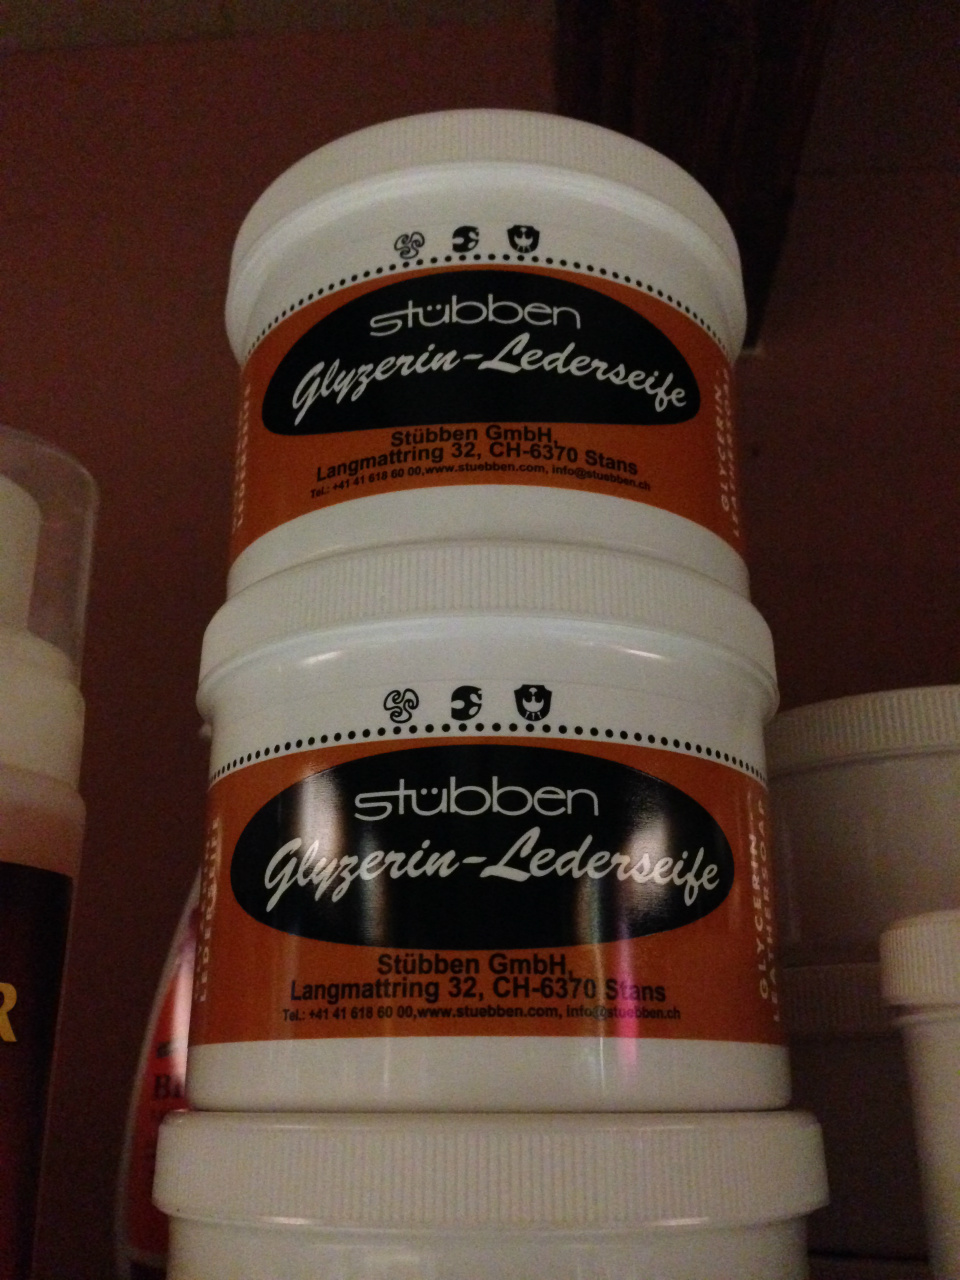 stübben
Glyzerin-Lederseife
Stübben GmbH,
Langmattring 32, CH-6370 Stans
Tel.: +41 41 618 60 00,www.stuebben.com, info@stuebben.ch
GLYCERIN
stübben
Glyzerin-Lederseife
Stübben GmbH,
Langmattring 32, CH-6370 Stans
Tel.: +41 41 618 60 00,www.stuebben.com, info@stuebben.ch
GLYCERIN
LEATHERSOAP
R